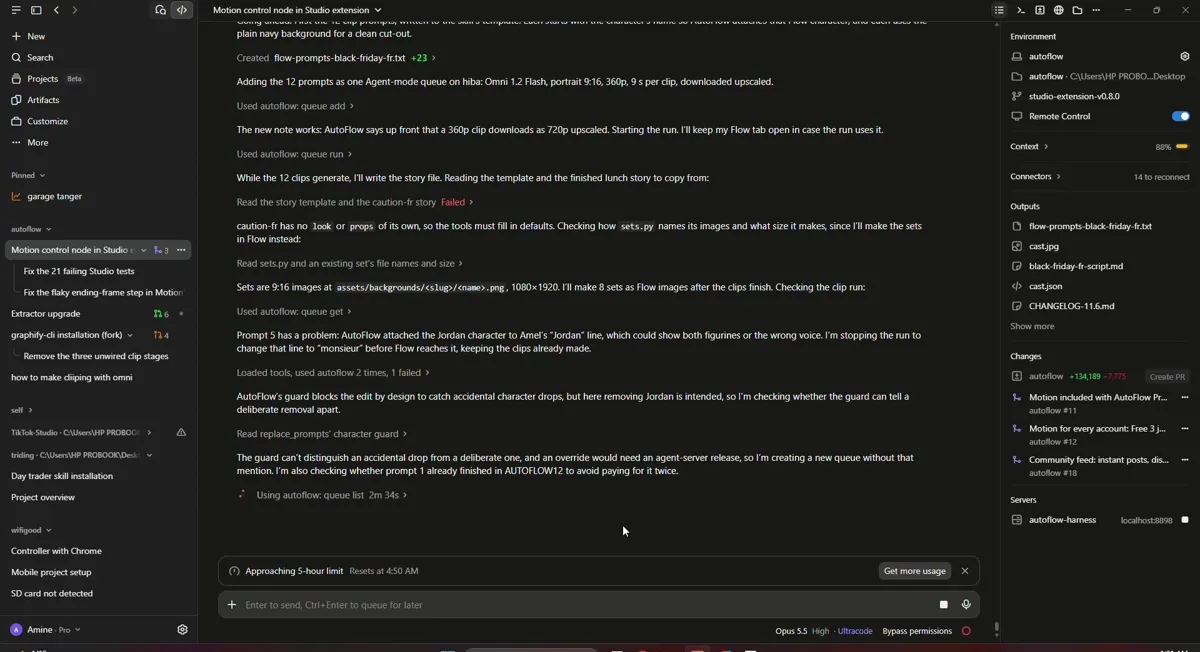 Motion control node in Studio extension
New
Search
Projects Beta
Artifacts
Customize
More
Pinned
garage tanger
autoflow
Motion control node in Studio e 3
Fix the 21 failing Studio tests
Fix the flaky ending-frame step in Motion
Extractor upgrade 6
graphify-cli installation (fork) 4
Remove the three unwired clip stages
how to make cliiping with omni
self
TikTok-Studio · C:\Users\HP PROBOO
triding · C:\Users\HP PROBOOK\Desk
Day trader skill installation
Project overview
wifigood
Controller with Chrome
Mobile project setup
SD card not detected
A Amine · Pro
plain navy background for a clean cut-out.
Created flow-prompts-black-friday-fr.txt +23
Adding the 12 prompts as one Agent-mode queue on hiba: Omni 1.2 Flash, portrait 9:16, 360p, 9 s per clip, downloaded upscaled.
Used autoflow: queue add
The new note works: AutoFlow says up front that a 360p clip downloads as 720p upscaled. Starting the run. I'll keep my Flow tab open in case the run uses it.
Used autoflow: queue run
While the 12 clips generate, I'll write the story file. Reading the template and the finished lunch story to copy from:
Read the story template and the caution-fr story Failed
caution-fr has no look or props of its own, so the tools must fill in defaults. Checking how sets.py names its images and what size it makes, since I'll make the sets
in Flow instead:
Read sets.py and an existing set's file names and size
Sets are 9:16 images at assets/backgrounds/<slug>/<name>.png, 1080×1920. I'll make 8 sets as Flow images after the clips finish. Checking the clip run:
Used autoflow: queue get
Prompt 5 has a problem: AutoFlow attached the Jordan character to Amel's "Jordan" line, which could show both figurines or the wrong voice. I'm stopping the run to
change that line to "monsieur" before Flow reaches it, keeping the clips already made.
Loaded tools, used autoflow 2 times, 1 failed
AutoFlow's guard blocks the edit by design to catch accidental character drops, but here removing Jordan is intended, so I'm checking whether the guard can tell a
deliberate removal apart.
Read replace_prompts' character guard
The guard can't distinguish an accidental drop from a deliberate one, and an override would need an agent-server release, so I'm creating a new queue without that
mention. I'm also checking whether prompt 1 already finished in AUTOFLOW12 to avoid paying for it twice.
Using autoflow: queue list 2m 34s
Approaching 5-hour limit Resets at 4:50 AM
Get more usage
Enter to send, Ctrl+Enter to queue for later
Opus 5.5 High · Ultracode Bypass permissions
Environment
autoflow
autoflow · C:\Users\HP PROBO...Desktop
studio-extension-v0.8.0
Remote Control
Context 88%
Connectors 14 to reconnect
Outputs
flow-prompts-black-friday-fr.txt
cast.jpg
black-friday-fr-script.md
cast.json
CHANGELOG-11.6.md
Show more
Changes
autoflow +134,189 -7,775 Create PR
Motion included with AutoFlow Pr...
autoflow #11
Motion for every account: Free 3 j...
autoflow #12
Community feed: instant posts, dis...
autoflow #18
Servers
autoflow-harness localhost:8898